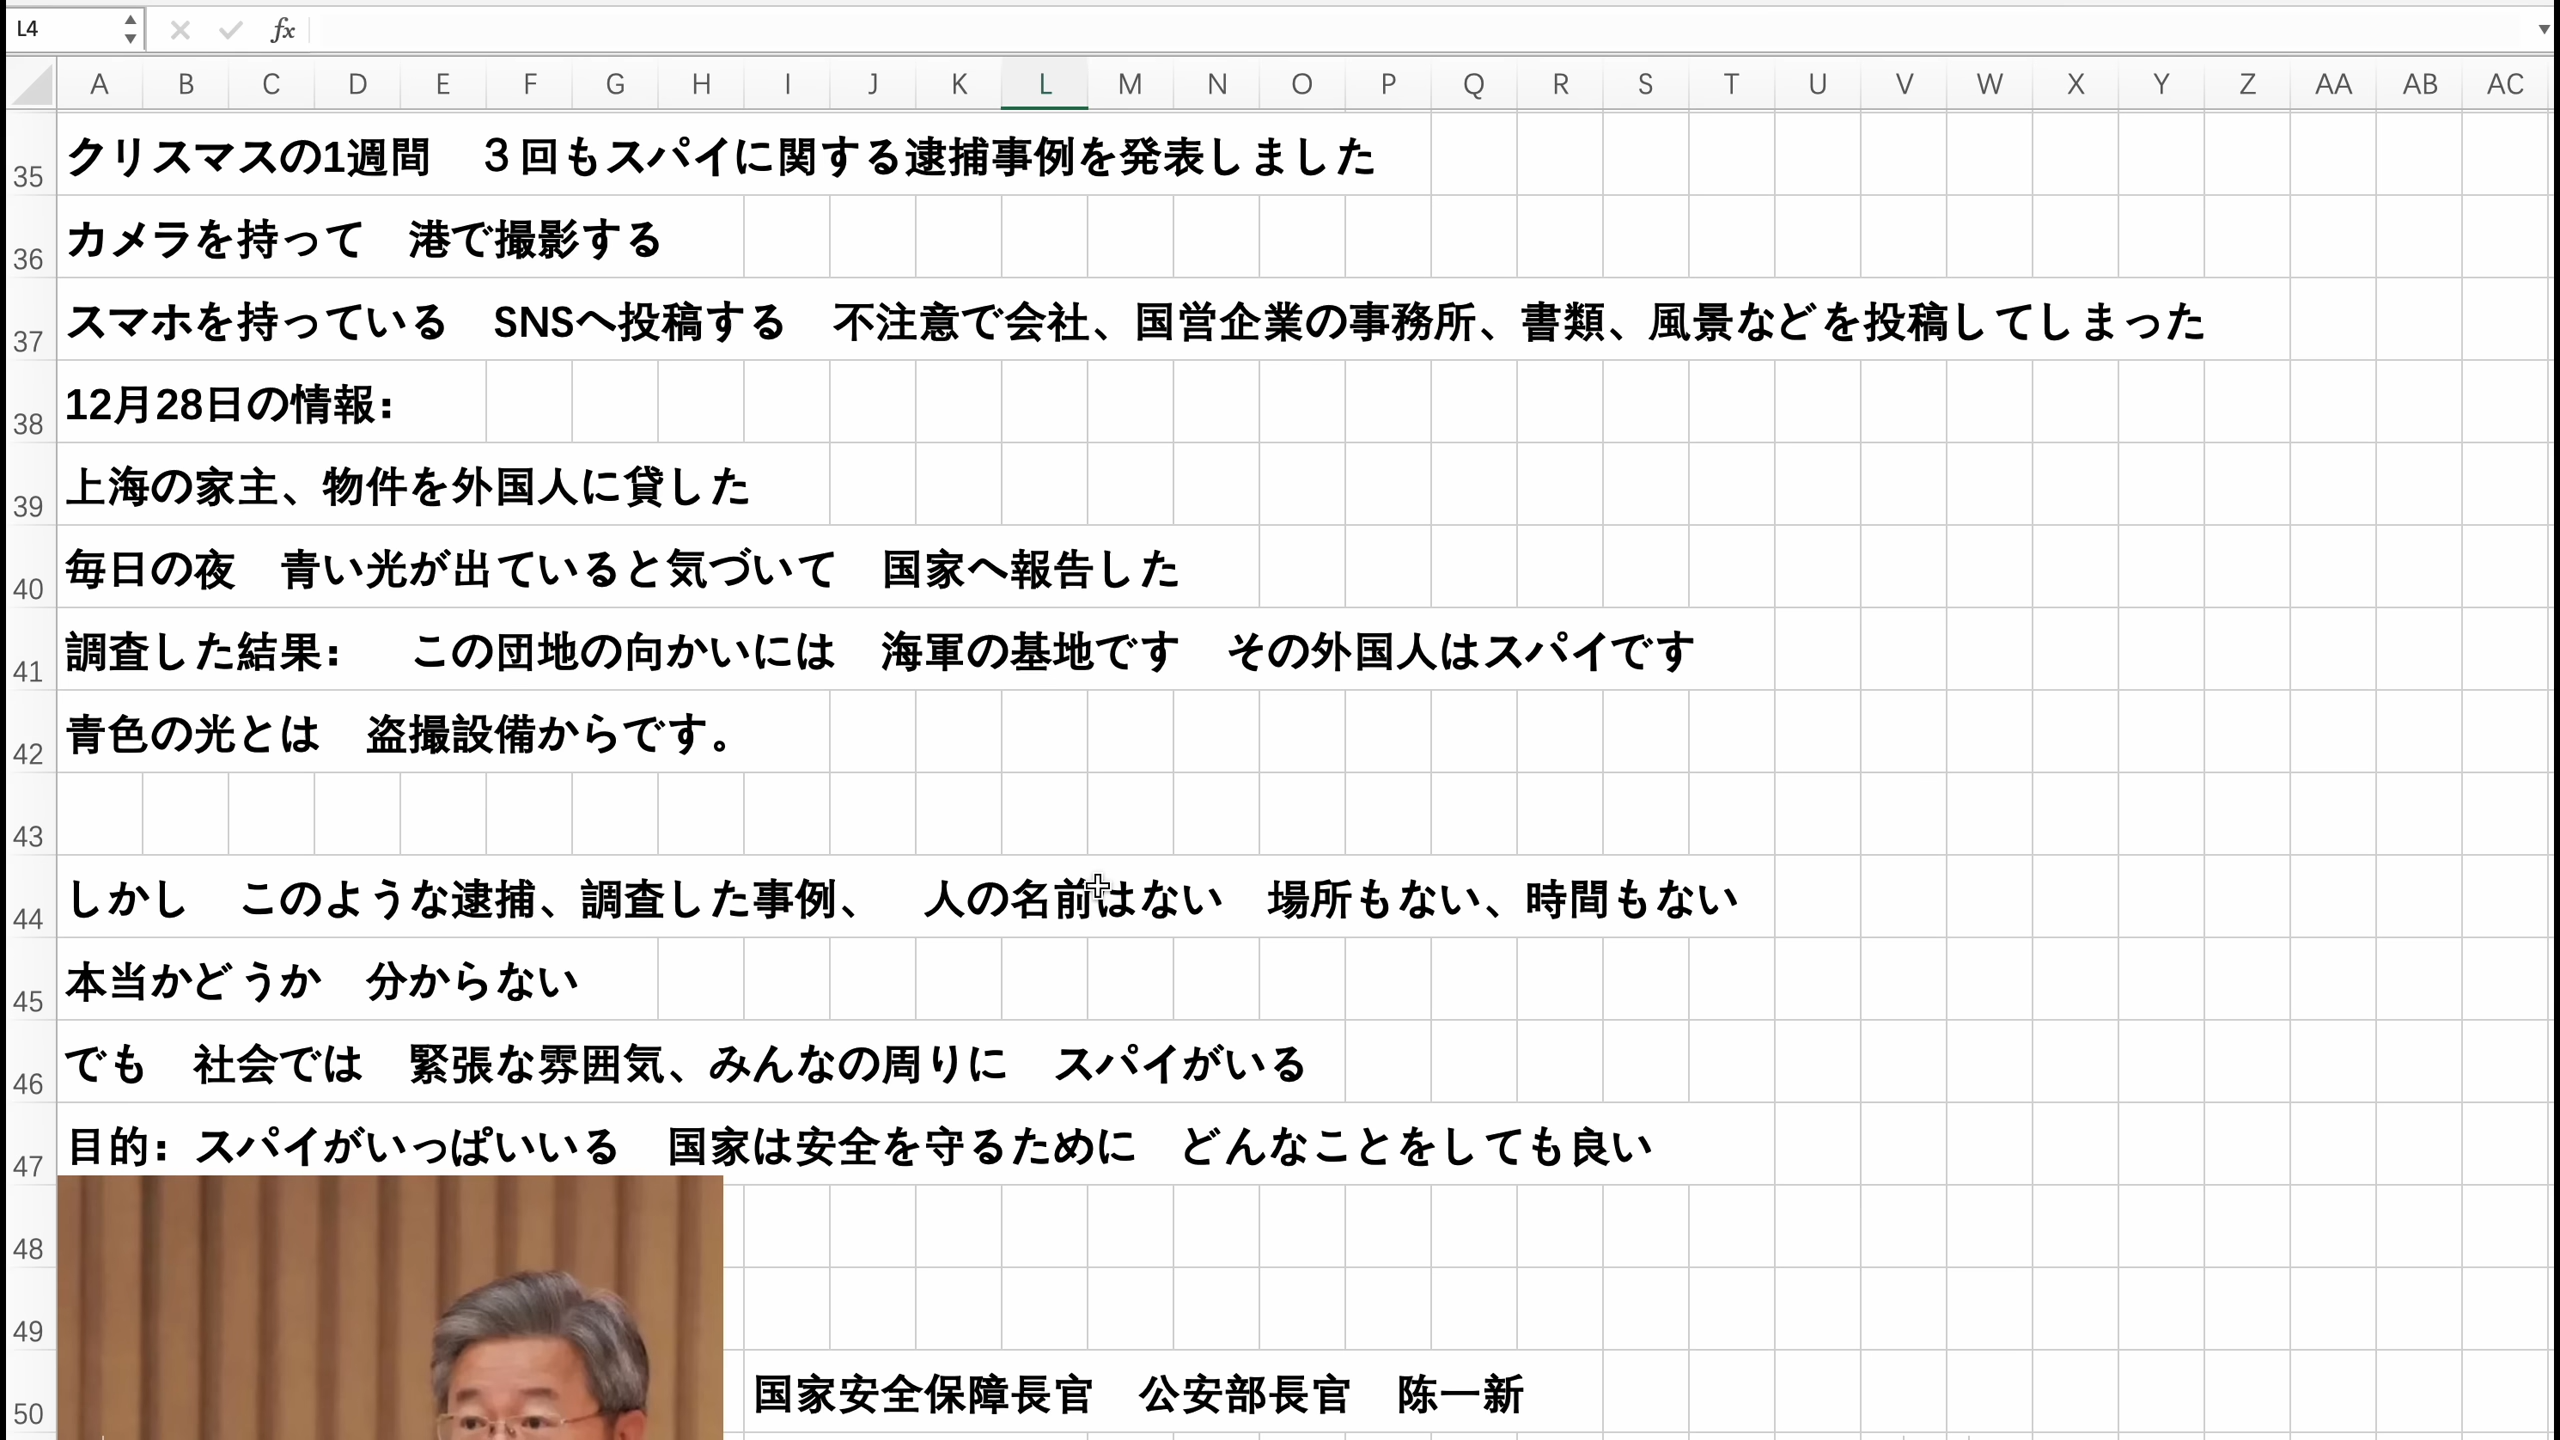 L4 fx
A B C D E F G H I J K L M N O P Q R S T U V W X Y Z AA AB AC
35 クリスマスの1週間　３回もスパイに関する逮捕事例を発表しました
36 カメラを持って　港で撮影する
37 スマホを持っている　SNSへ投稿する　不注意で会社、国営企業の事務所、書類、風景などを投稿してしまった
38 12月28日の情報：
39 上海の家主、物件を外国人に貸した
40 毎日の夜　青い光が出ていると気づいて　国家へ報告した
41 調査した結果：　この団地の向かいには　海軍の基地です　その外国人はスパイです
42 青色の光とは　盗撮設備からです。
43
44 しかし　このような逮捕、調査した事例、　人の名前はない　場所もない、時間もない
45 本当かどうか　分からない
46 でも　社会では　緊張な雰囲気、みんなの周りに　スパイがいる
47 目的：スパイがいっぱいいる　国家は安全を守るために　どんなことをしても良い
48
49
50 国家安全保障長官　公安部長官　陈一新